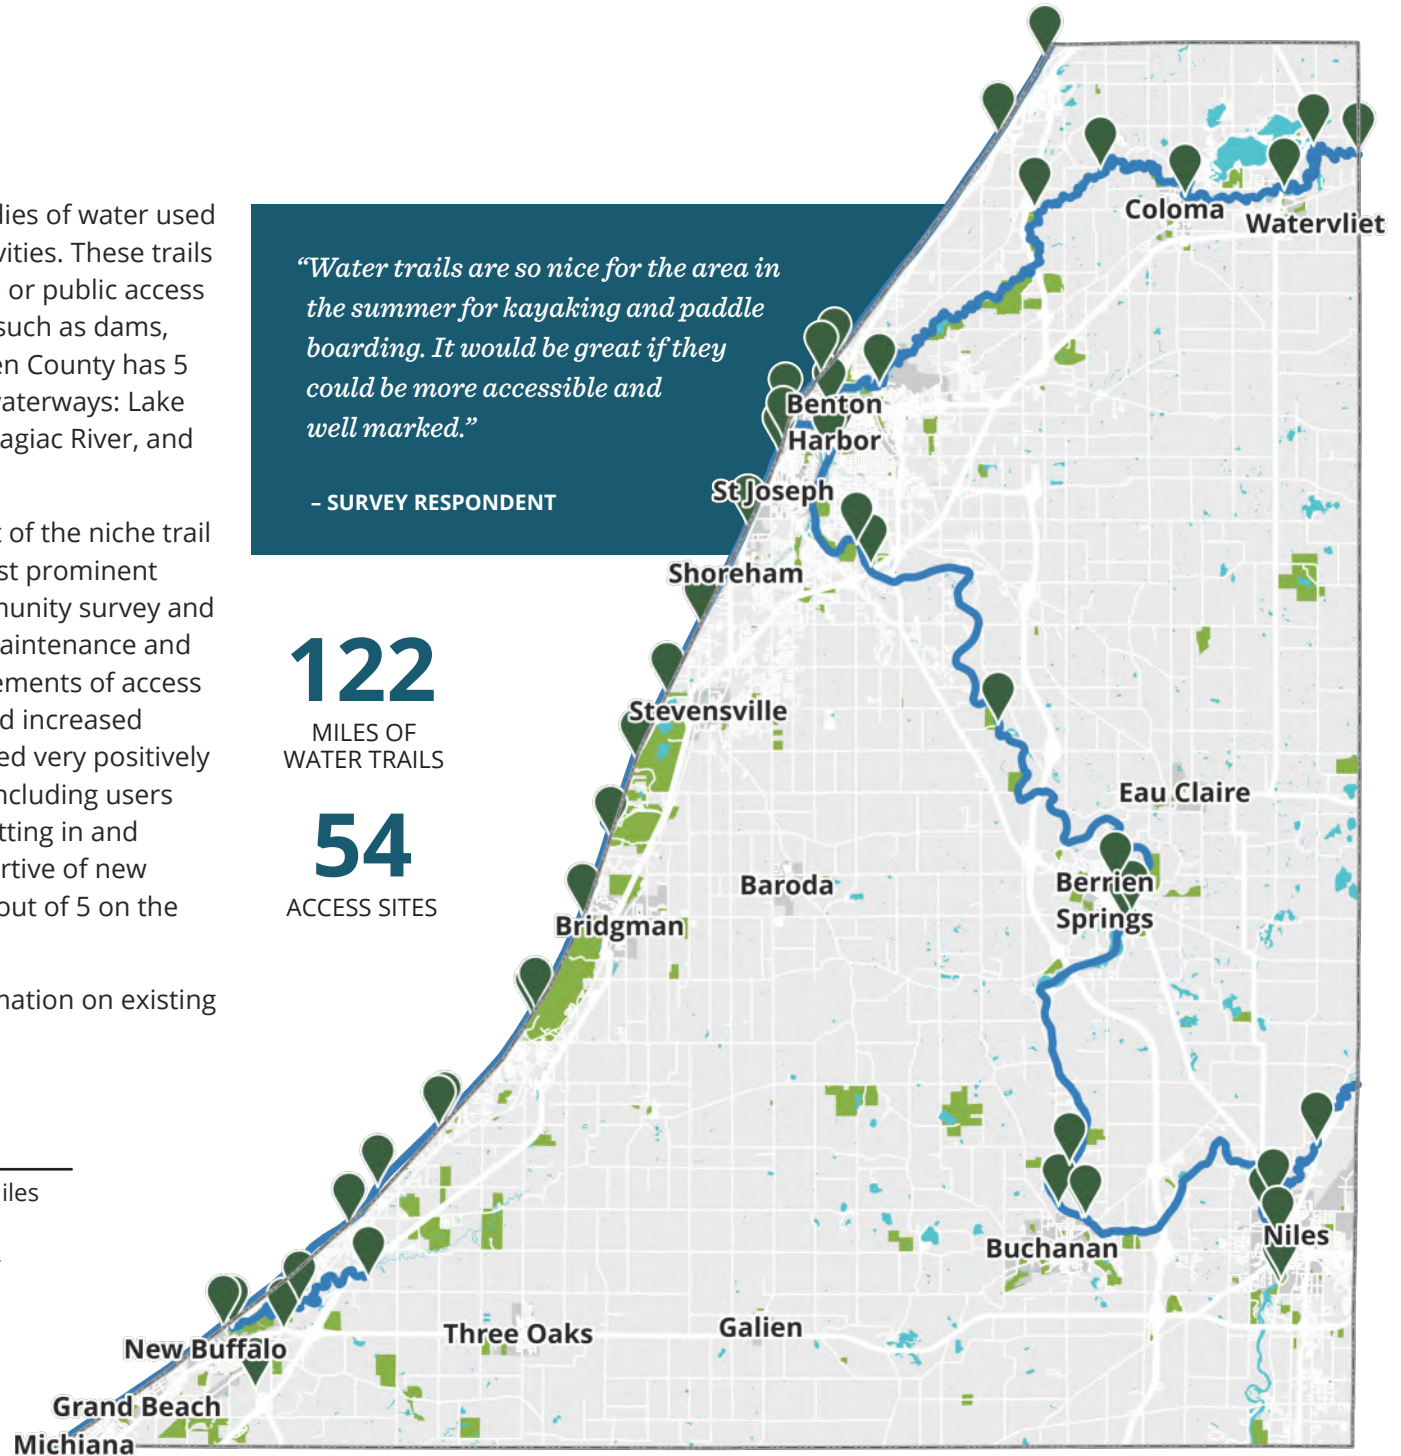 dies of water used
vities. These trails
s or public access
such as dams,
en County has 5
waterways: Lake
agiac River, and
t of the niche trail
st prominent
munity survey and
aintenance and
ements of access
d increased
ed very positively
ncluding users
tting in and
rtive of new
out of 5 on the
mation on existing
iles
“Water trails are so nice for the area in
the summer for kayaking and paddle
boarding. It would be great if they
could be more accessible and
well marked.”
– SURVEY RESPONDENT
122
MILES OF
WATER TRAILS
54
ACCESS SITES
Coloma
Watervliet
Benton
Harbor
St Joseph
Shoreham
Stevensville
Eau Claire
Baroda
Berrien
Springs
Bridgman
Buchanan
Niles
Three Oaks
Galien
New Buffalo
Grand Beach
Michiana